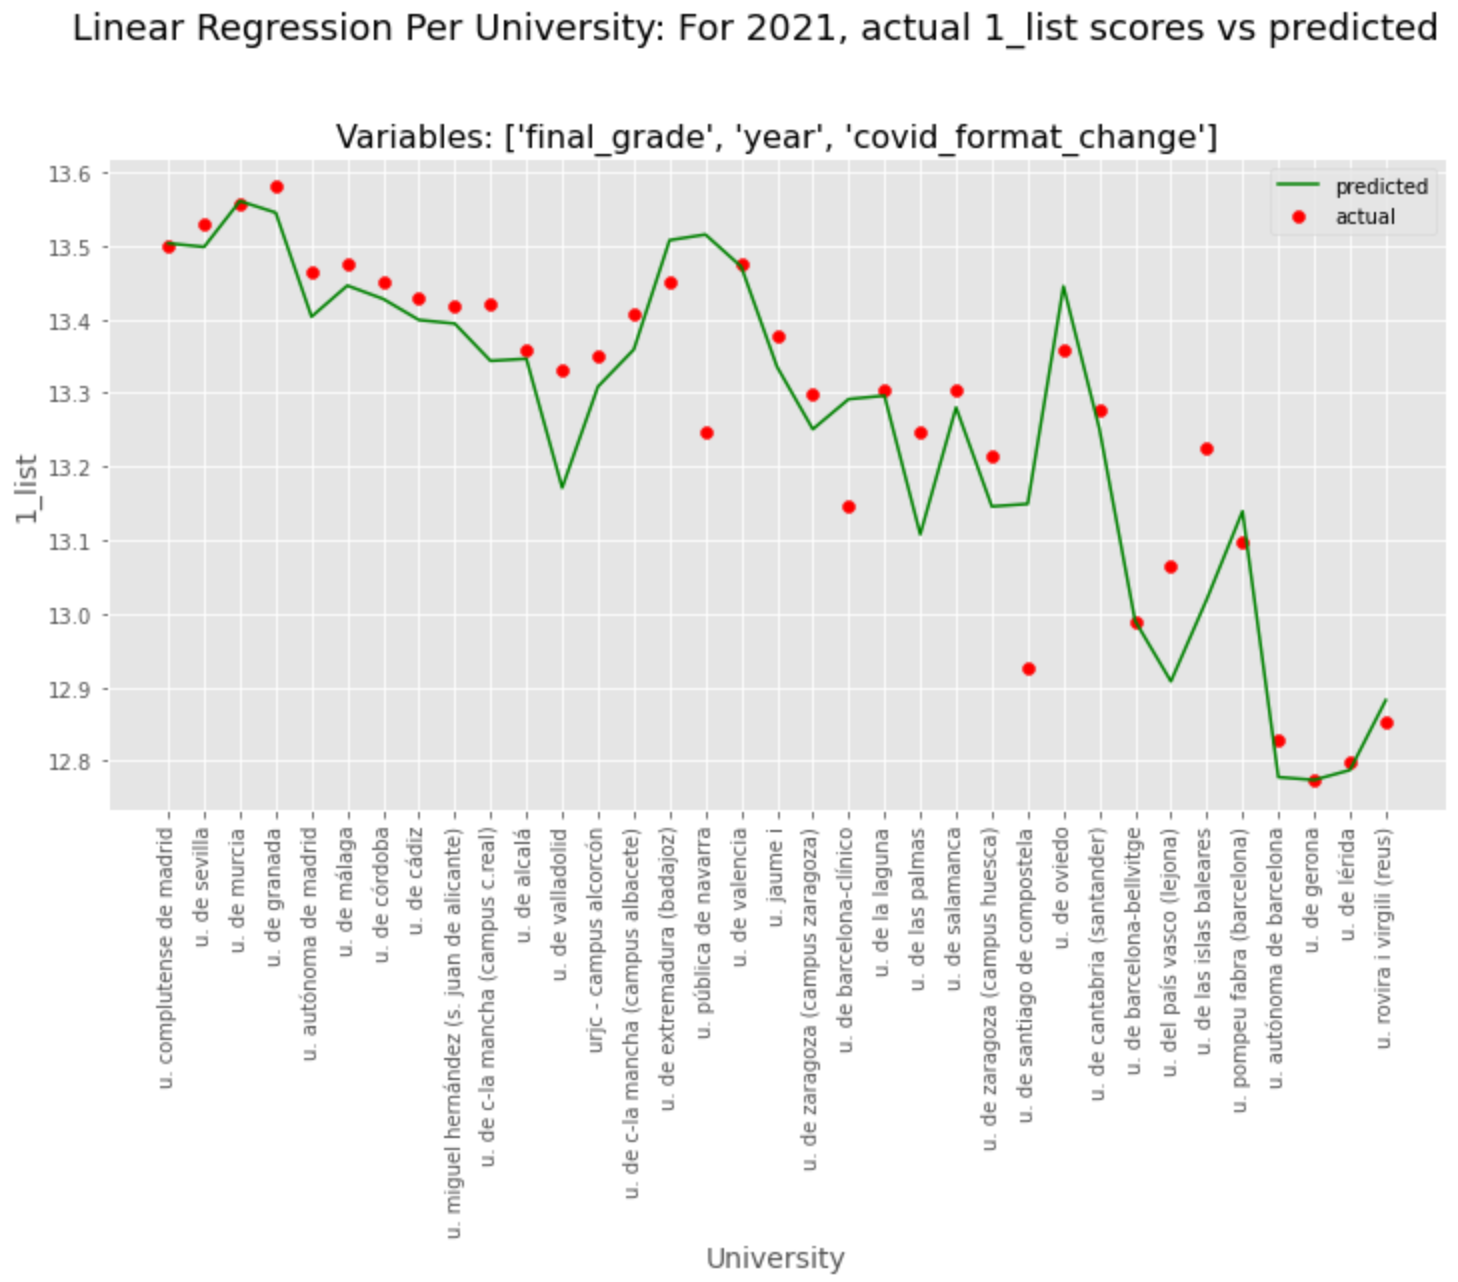 Linear Regression Per University: For 2021, actual 1_list scores vs predicted
Variables: ['final_grade', 'year', 'covid_format_change']
predicted
actual
13.6
13.5
13.4
13.3
13.2
13.1
13.0
12.9
12.8
1_list
u. complutense de madrid
u. de sevilla
u. de murcia
u. de granada
u. autónoma de madrid
u. de málaga
u. de córdoba
u. de cádiz
u. miguel hernández (s. juan de alicante)
u. de c-la mancha (campus c.real)
u. de alcalá
u. de valladolid
urjc - campus alcorcón
u. de c-la mancha (campus albacete)
u. de extremadura (badajoz)
u. pública de navarra
u. de valencia
u. jaume i
u. de zaragoza (campus zaragoza)
u. de barcelona-clínico
u. de la laguna
u. de las palmas
u. de salamanca
u. de zaragoza (campus huesca)
u. de santiago de compostela
u. de oviedo
u. de cantabria (santander)
u. de barcelona-bellvitge
u. del país vasco (lejona)
u. de las islas baleares
u. pompeu fabra (barcelona)
u. autónoma de barcelona
u. de gerona
u. de lérida
u. rovira i virgili (reus)
University